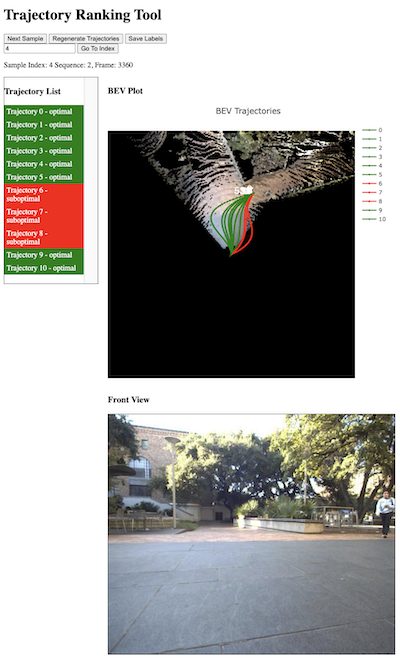 Trajectory Ranking Tool
Next Sample Regenerate Trajectories Save Labels
4 Go To Index
Sample Index: 4 Sequence: 2, Frame: 3360
Trajectory List
Trajectory 0 - optimal
Trajectory 1 - optimal
Trajectory 2 - optimal
Trajectory 3 - optimal
Trajectory 4 - optimal
Trajectory 5 - optimal
Trajectory 6 -
suboptimal
Trajectory 7 -
suboptimal
Trajectory 8 -
suboptimal
Trajectory 9 - optimal
Trajectory 10 - optimal
BEV Plot
BEV Trajectories
0
1
2
3
4
5
6
7
8
9
10
Front View